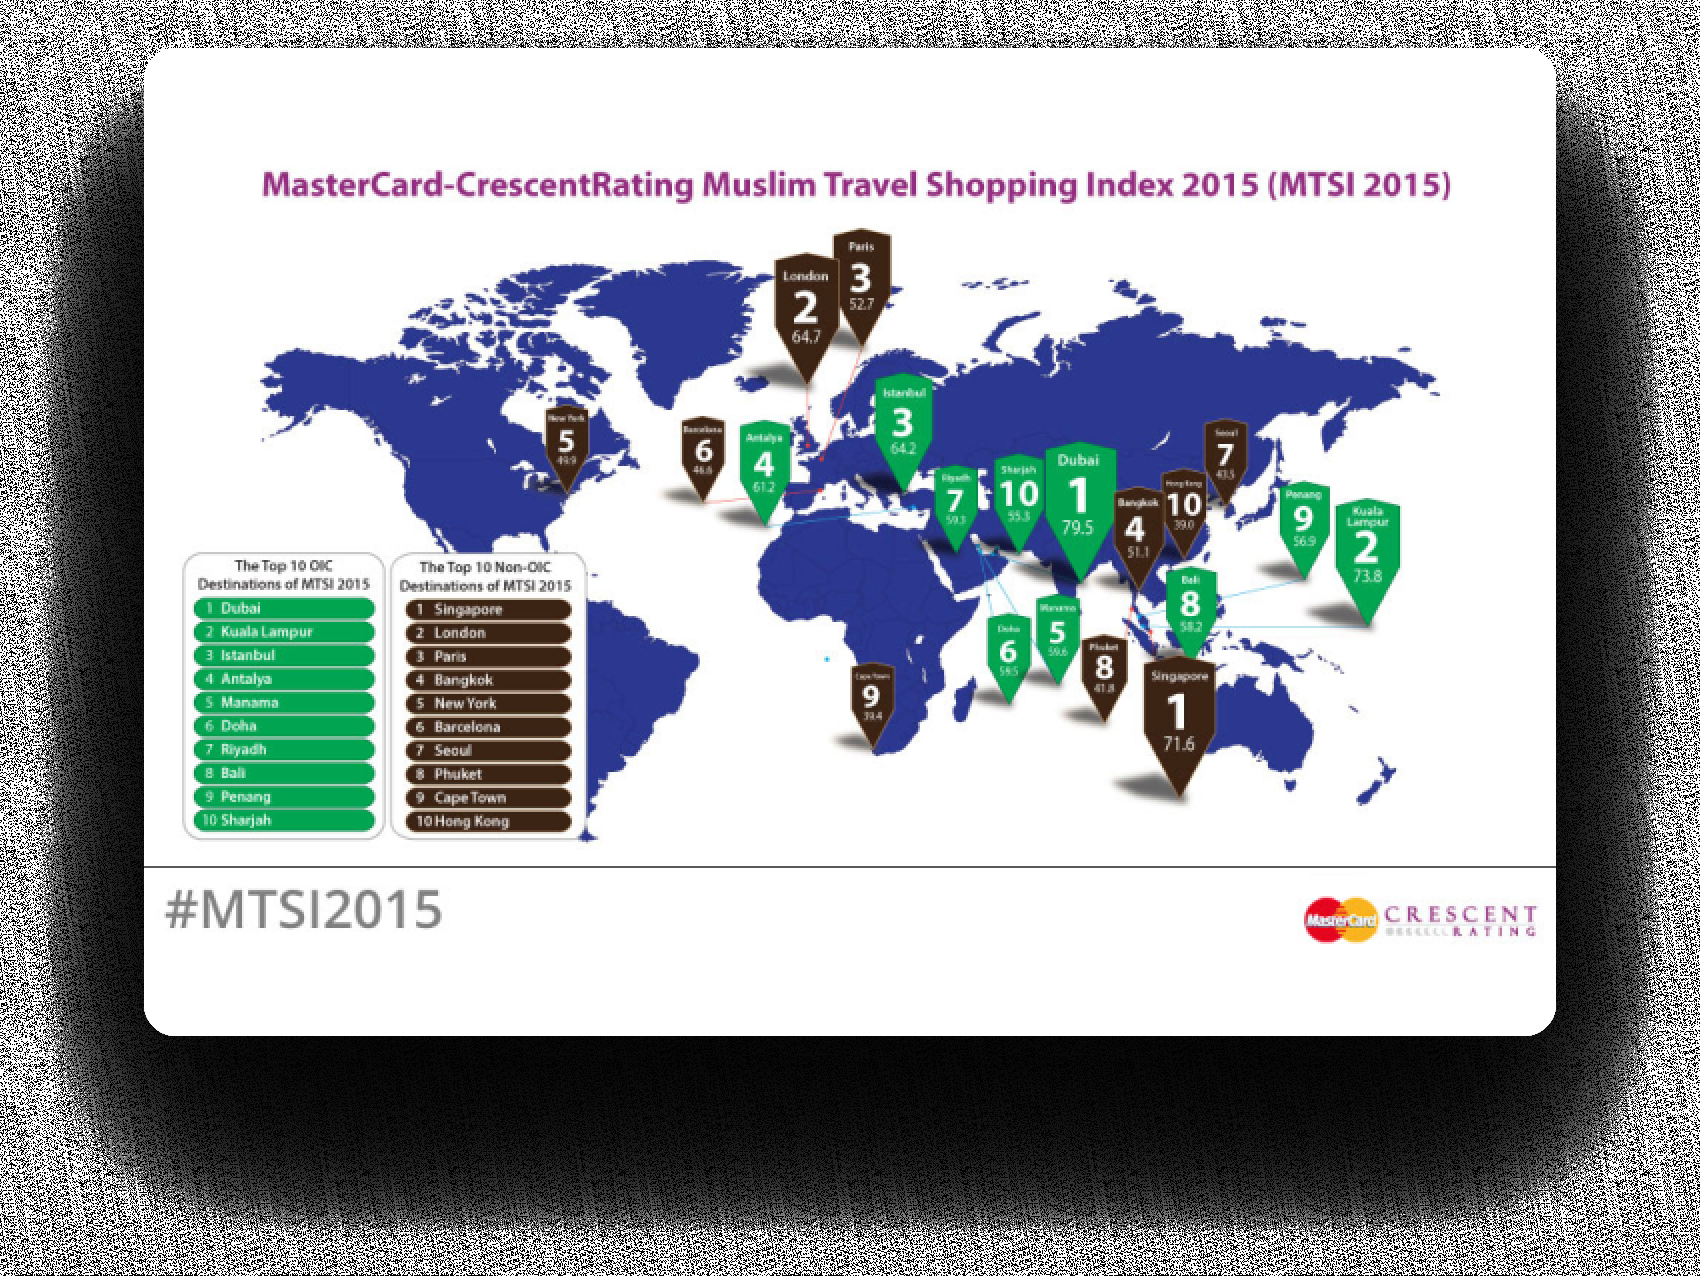 MasterCard-CrescentRating Muslim Travel Shopping Index 2015 (MTSI 2015)
Paris
3
52.7
London
2
64.7
Istanbul
3
64.2
New York
5
49.9
Barcelona
6
46.6
Antalya
4
61.2
Riyadh
7
59.3
Sharjah
10
55.3
Dubai
1
79.5
Bangkok
4
51.1
Hong Kong
10
39.0
Seoul
7
43.5
Penang
9
56.9
Kuala
Lampur
2
73.8
Bali
8
58.2
Manama
5
59.6
Doha
6
59.5
Phuket
8
41.8
Cape Town
9
39.4
Singapore
1
71.6
The Top 10 OIC
Destinations of MTSI 2015
1 Dubai
2 Kuala Lampur
3 Istanbul
4 Antalya
5 Manama
6 Doha
7 Riyadh
8 Bali
9 Penang
10 Sharjah
The Top 10 Non-OIC
Destinations of MTSI 2015
1 Singapore
2 London
3 Paris
4 Bangkok
5 New York
6 Barcelona
7 Seoul
8 Phuket
9 Cape Town
10 Hong Kong
#MTSI2015
MasterCard
CRESCENT
RATING